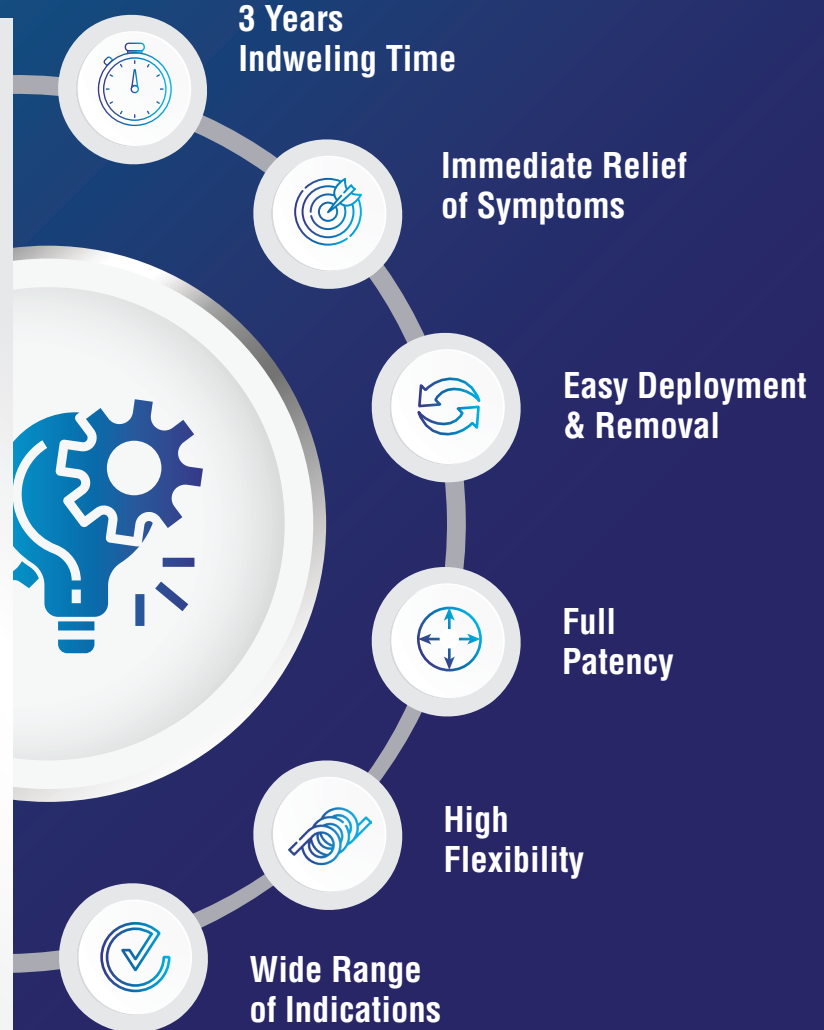 3 Years
Indweling Time
Immediate Relief
of Symptoms
Easy Deployment
& Removal
Full
Patency
High
Flexibility
Wide Range
of Indications